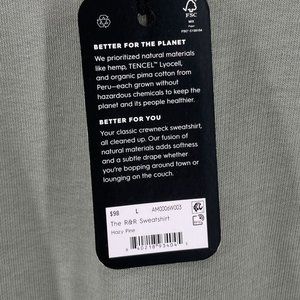 FSC
MIX
BETTER FOR THE PLANET
We prioritized natural materials
like hemp, TENCEL™ Lyocell,
and organic pima cotton from
Peru—each grown without
hazardous chemicals to keep the
planet and its people healthier.
BETTER FOR YOU
Your classic crewneck sweatshirt,
all cleaned up. Our fusion of
natural materials adds softness
and a subtle drape whether
you're bopping around town or
lounging on the couch.
$98 L AM0006W003
The R&R Sweatshirt
Hazy Pine